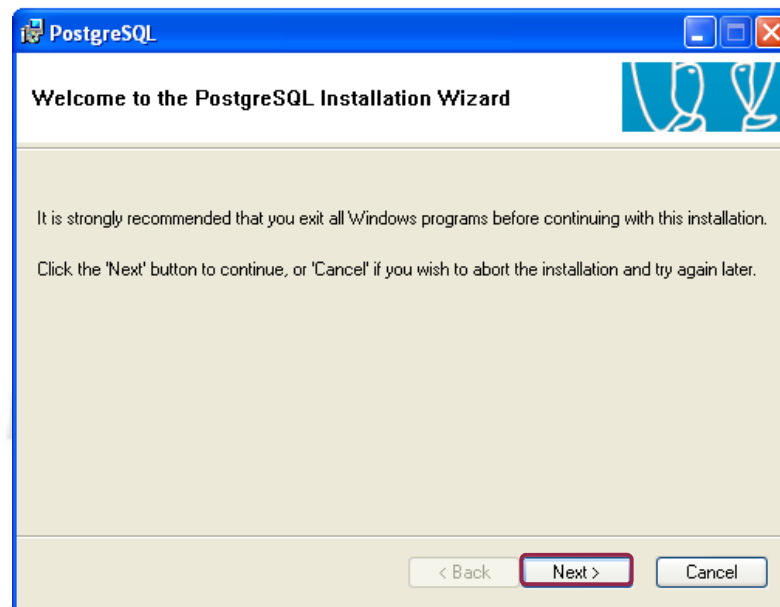 PostgreSQL
Welcome to the PostgreSQL Installation Wizard
It is strongly recommended that you exit all Windows programs before continuing with this installation.
Click the 'Next' button to continue, or 'Cancel' if you wish to abort the installation and try again later.
< Back Next > Cancel